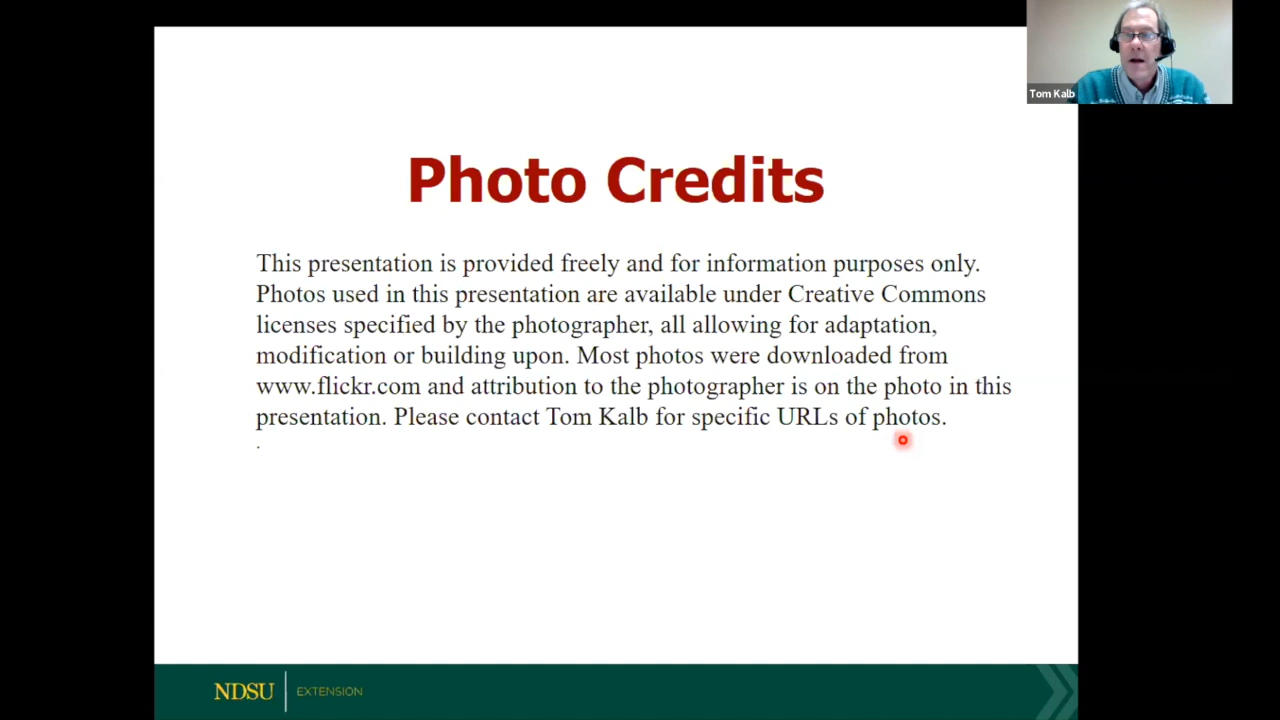 Tom Kalb
Photo Credits
This presentation is provided freely and for information purposes only.
Photos used in this presentation are available under Creative Commons
licenses specified by the photographer, all allowing for adaptation,
modification or building upon. Most photos were downloaded from
www.flickr.com and attribution to the photographer is on the photo in this
presentation. Please contact Tom Kalb for specific URLs of photos.
.
NDSU EXTENSION